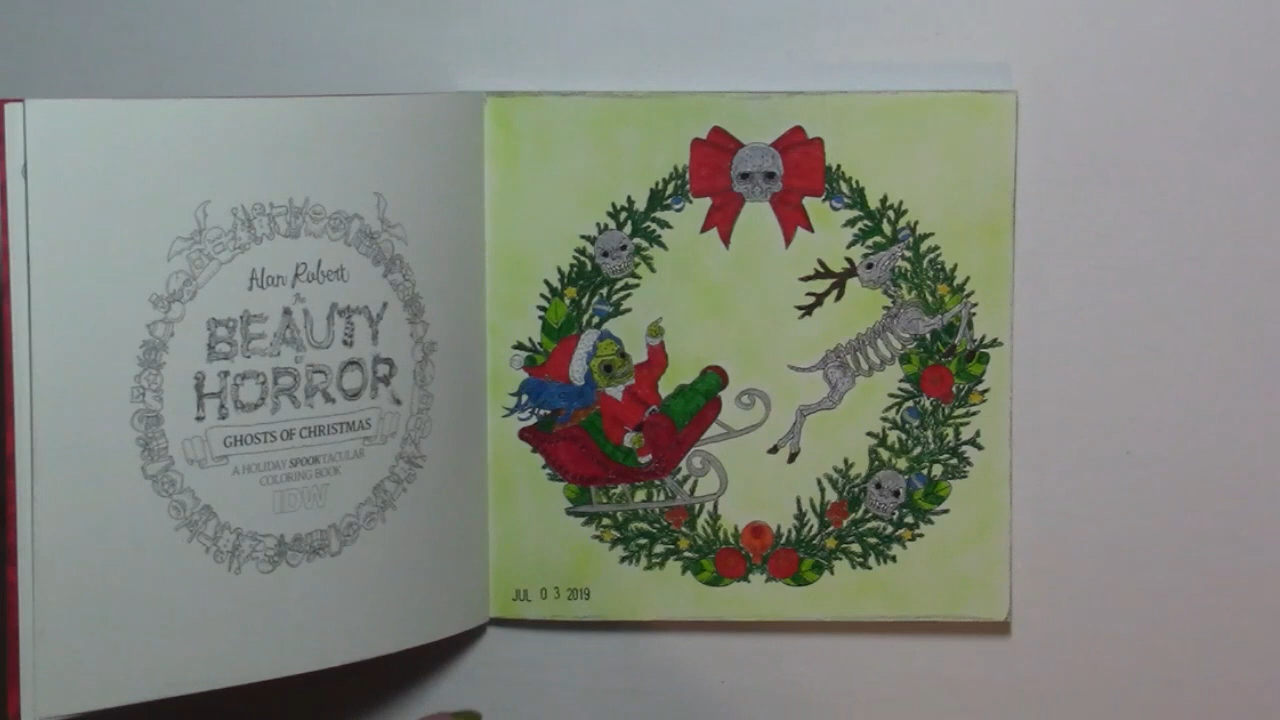 Alan Robert
The
BEAUTY
of
HORROR
GHOSTS OF CHRISTMAS
A HOLIDAY SPOOKTACULAR
COLORING BOOK
IDW
JUL 03 2019